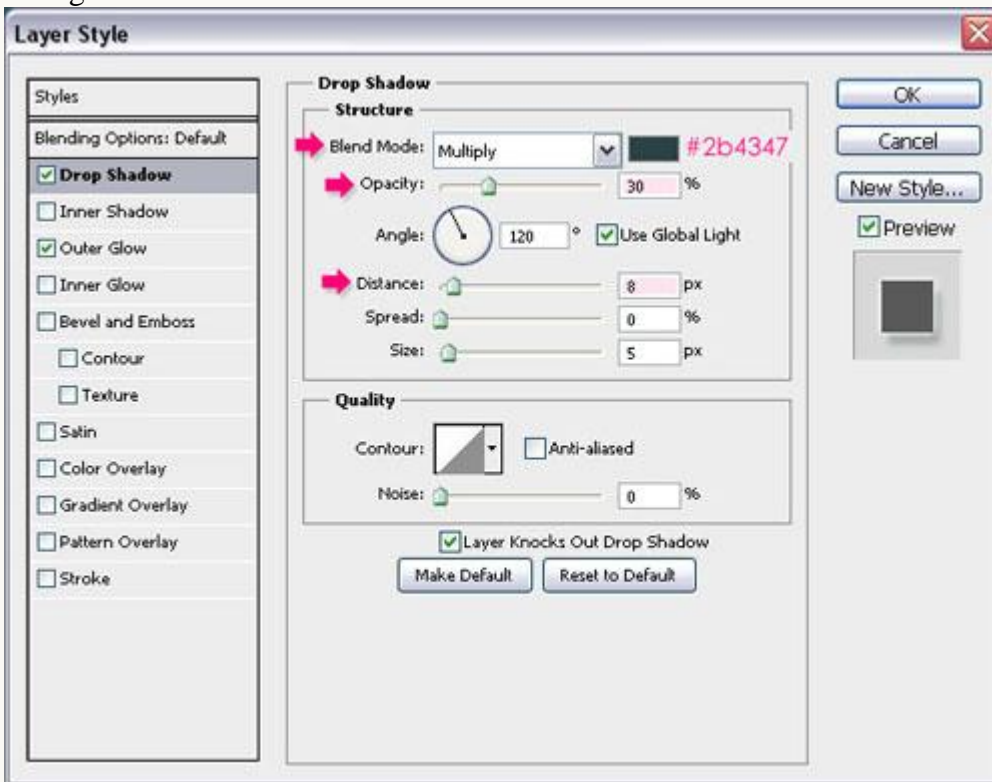 Layer Style
Styles
Blending Options: Default
Drop Shadow
Inner Shadow
Outer Glow
Inner Glow
Bevel and Emboss
Contour
Texture
Satin
Color Overlay
Gradient Overlay
Pattern Overlay
Stroke
Drop Shadow
Structure
Blend Mode: Multiply #2b4347
Opacity: 30 %
Angle: 120 ° Use Global Light
Distance: 8 px
Spread: 0 %
Size: 5 px
Quality
Contour: Anti-aliased
Noise: 0 %
Layer Knocks Out Drop Shadow
Make Default Reset to Default
OK
Cancel
New Style...
Preview